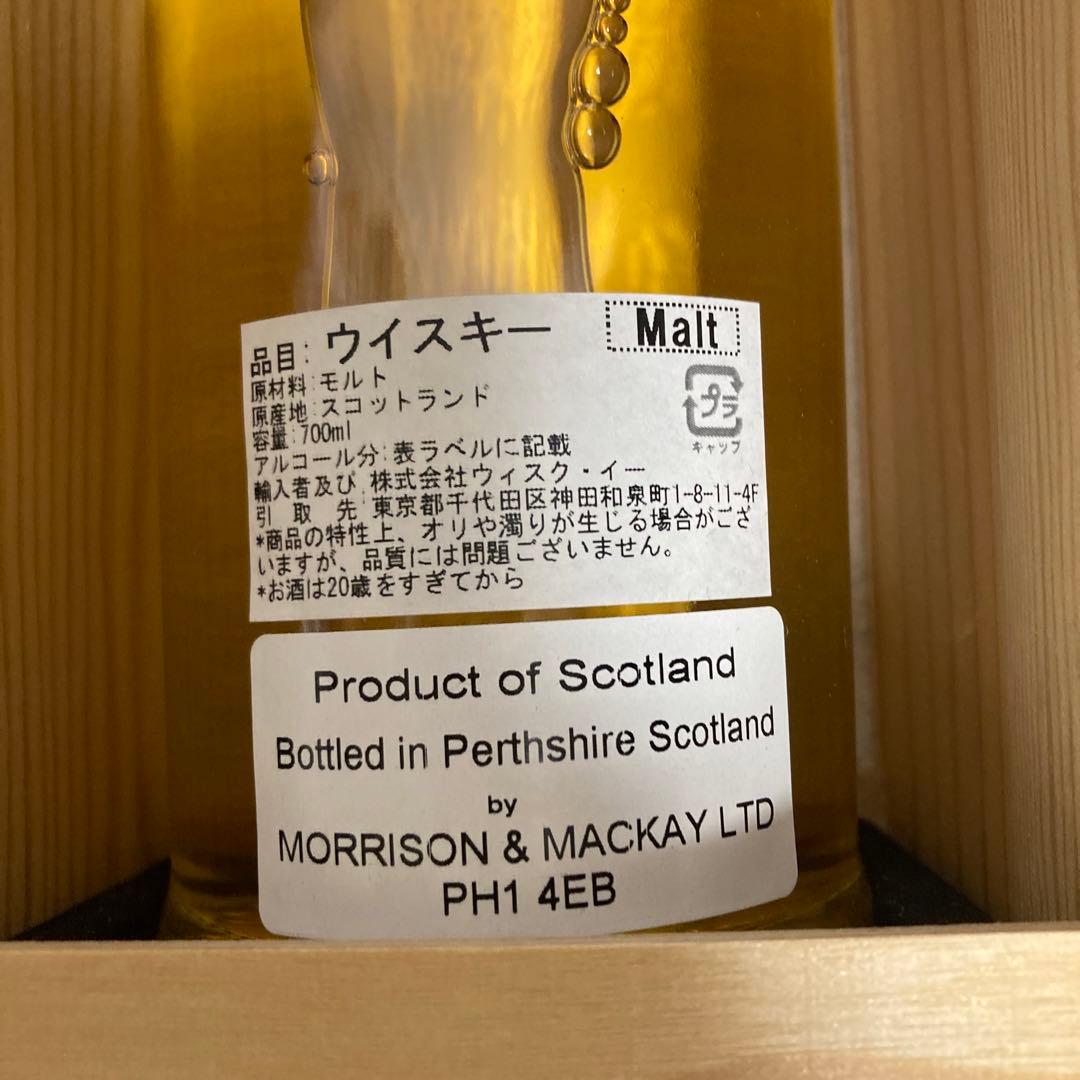 品目: ウイスキー
Malt
原材料:モルト
原産地:スコットランド
容量:700ml
プラ
キャップ
アルコール分:表ラベルに記載
輸入者及び 株式会社ウィスク・イー
引取先:東京都千代田区神田和泉町1-8-11-4F
*商品の特性上、オリや濁りが生じる場合がござ
いますが、品質には問題ございません。
*お酒は20歳をすぎてから
Product of Scotland
Bottled in Perthshire Scotland
by
MORRISON & MACKAY LTD
PH1 4EB